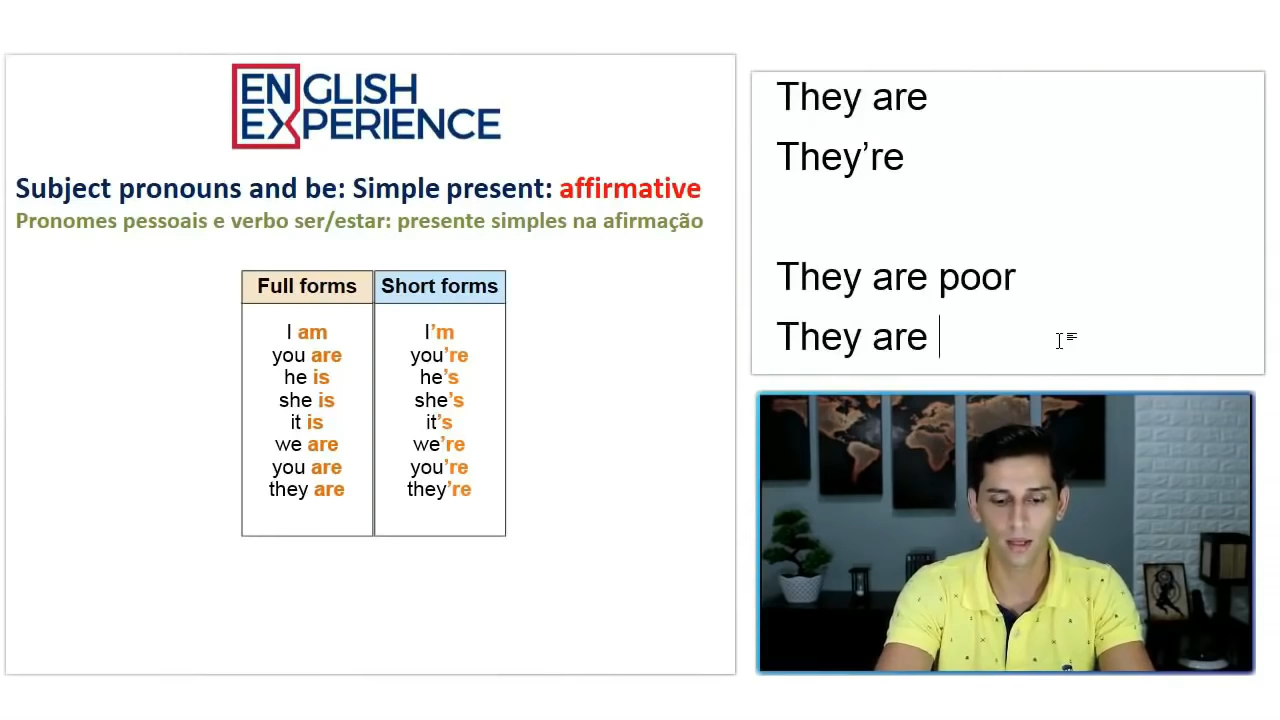 ENGLISH
EXPERIENCE
Subject pronouns and be: Simple present: affirmative
Pronomes pessoais e verbo ser/estar: presente simples na afirmação
Full forms Short forms
I am I’m
you are you’re
he is he’s
she is she’s
it is it’s
we are we’re
you are you’re
they are they’re
They are
They’re
They are poor
They are